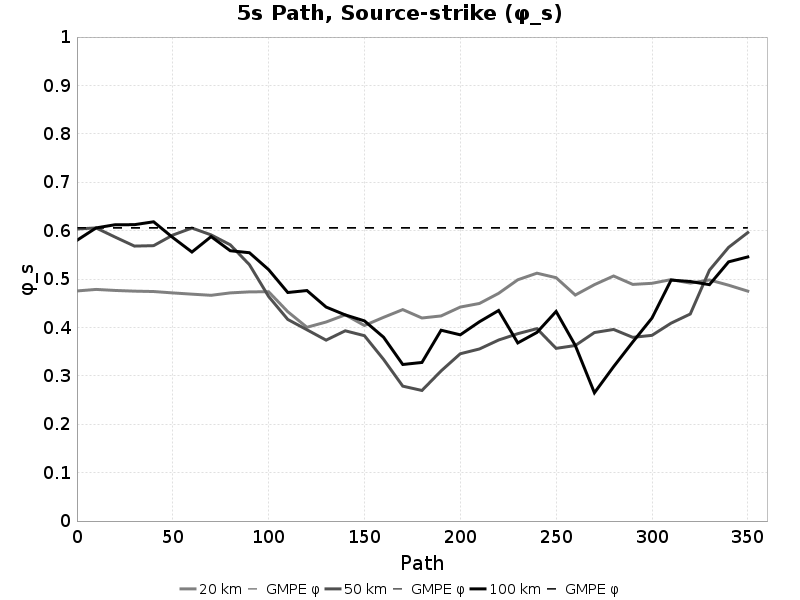 5s Path, Source-strike (φ_s)
1
0.9
0.8
0.7
0.6
0.5
0.4
0.3
0.2
0.1
0
φ_s
0 50 100 150 200 250 300 350
Path
20 km GMPE φ 50 km GMPE φ 100 km GMPE φ